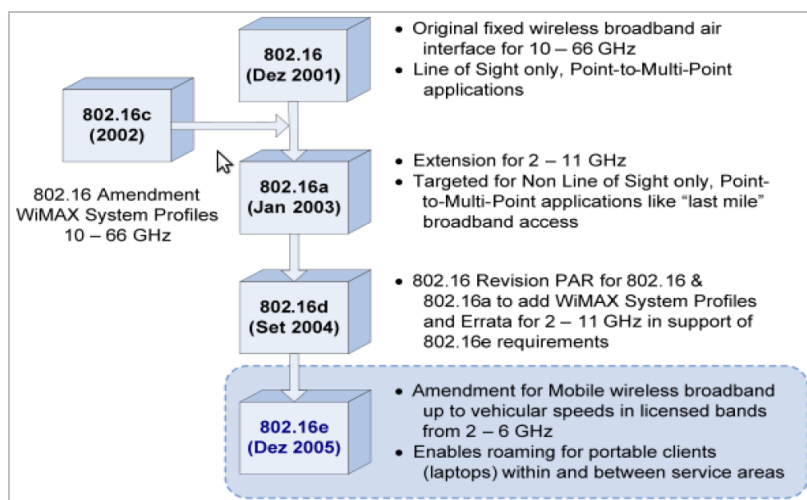 802.16
(Dez 2001)
• Original fixed wireless broadband air
interface for 10 – 66 GHz
• Line of Sight only, Point-to-Multi-Point
applications
802.16c
(2002)
802.16 Amendment
WiMAX System Profiles
10 – 66 GHz
802.16a
(Jan 2003)
• Extension for 2 – 11 GHz
• Targeted for Non Line of Sight only, Point-
to-Multi-Point applications like “last mile”
broadband access
802.16d
(Set 2004)
• 802.16 Revision PAR for 802.16 &
802.16a to add WiMAX System Profiles
and Errata for 2 – 11 GHz in support of
802.16e requirements
802.16e
(Dez 2005)
• Amendment for Mobile wireless broadband
up to vehicular speeds in licensed bands
from 2 – 6 GHz
• Enables roaming for portable clients
(laptops) within and between service areas